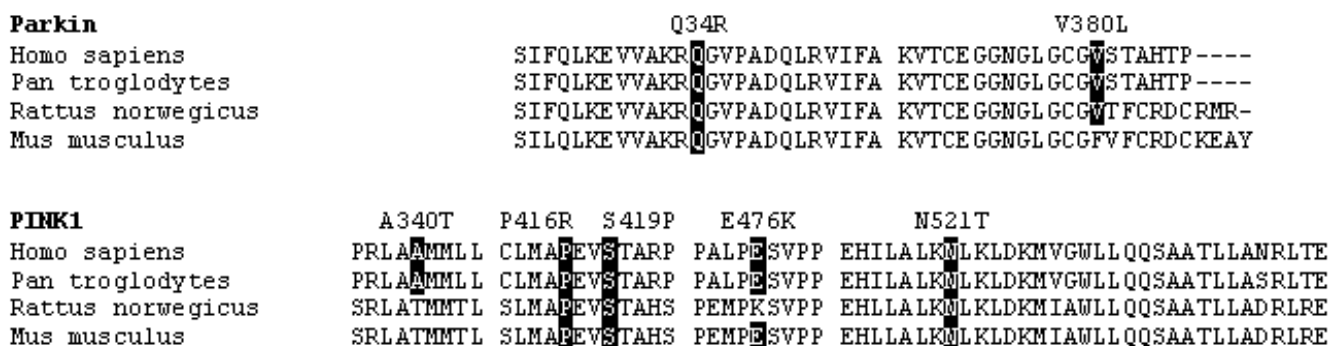 Parkin Q34R V380L
Homo sapiens SIFQLKEVVAKRQGVPADQLRVIFA KVTCEGGNGLGCGVSTAHTP----
Pan troglodytes SIFQLKEVVAKRQGVPADQLRVIFA KVTCEGGNGLGCGVSTAHTP----
Rattus norwegicus SIFQLKEVVAKRQGVPADQLRVIFA KVTCEGGNGLGCGVTFCRDCRMR-
Mus musculus SILQLKEVVAKRQGVPADQLRVIFA KVTCEGGNGLGCGFVFCRDCKEAY
PINK1 A340T P416R S419P E476K N521T
Homo sapiens PRLAAMMLL CLMAPEVSTARP PALPESVPP EHILALKNLKLDKMVGWLLQQSAATLLANRLTE
Pan troglodytes PRLAAMMLL CLMAPEVSTARP PALPESVPP EHILALKNLKLDKMVGWLLQQSAATLLASRLTE
Rattus norwegicus SRLATMMTL SLMAPEVSTAHS PEMPKSVPP EHLLALKNLKLDKMIAWLLQQSAATLLADRLRE
Mus musculus SRLATMMTL SLMAPEVSTAHS PEMPESVPP EHLLALKNLKLDKMIAWLLQQSAATLLADRLRE